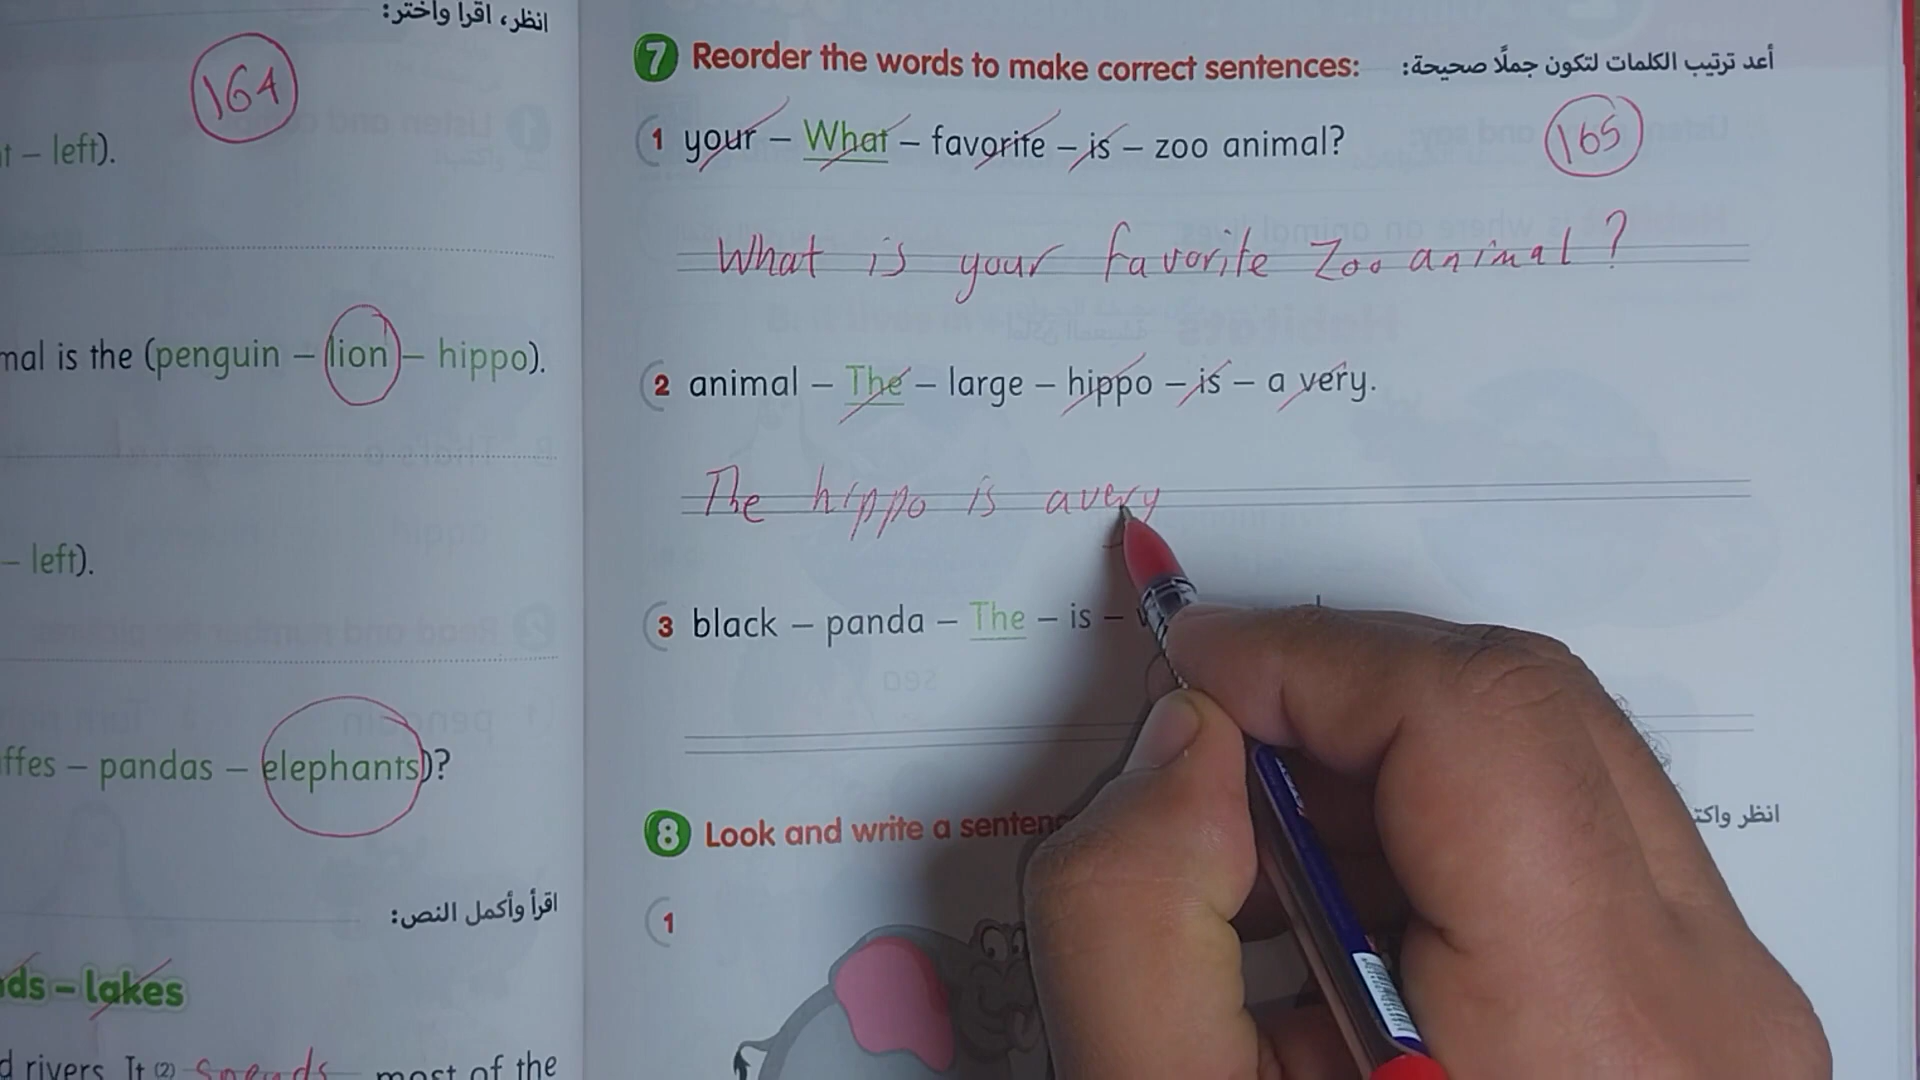 انظر، اقرأ واختر:
164
t – left).
mal is the (penguin – lion – hippo).
– left).
ffes – pandas – elephants)?
اقرأ وأكمل النص:
ds – lakes
d rivers. It (2) spends most of the
7 Reorder the words to make correct sentences: أعد ترتيب الكلمات لتكون جملًا صحيحة:
165
1 your – What – favorite – is – zoo animal?
What is your favorite Zoo animal?
2 animal – The – large – hippo – is – a very.
The hippo is a very
3 black – panda – The – is –
8 Look and write a senten
انظر واكت
1